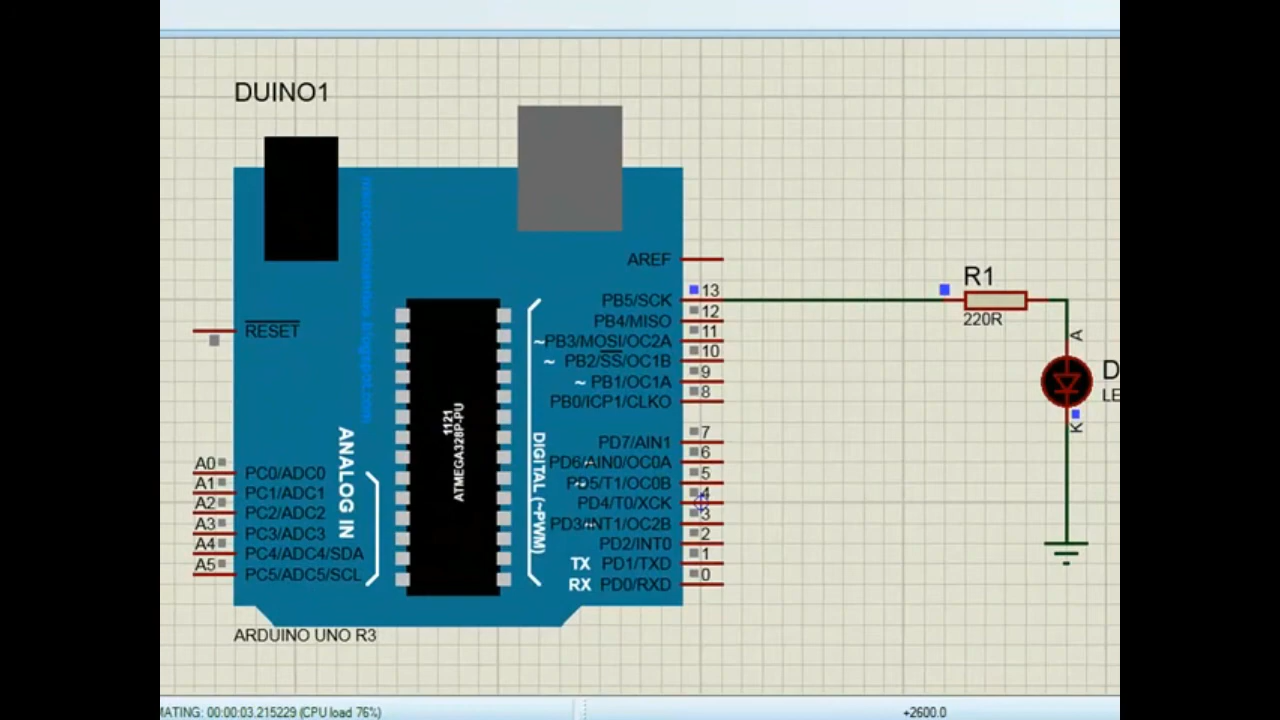 DUINO1
AREF
PB5/SCK
13
PB4/MISO
12
~PB3/MOSI/OC2A
11
~ PB2/SS/OC1B
10
~ PB1/OC1A
9
PB0/ICP1/CLKO
8
PD7/AIN1
7
PD6/AIN0/OC0A
6
PD5/T1/OC0B
5
PD4/T0/XCK
4
PD3/INT1/OC2B
3
PD2/INT0
2
TX PD1/TXD
1
RX PD0/RXD
0
RESET
A0 PC0/ADC0
A1 PC1/ADC1
A2 PC2/ADC2
A3 PC3/ADC3
A4 PC4/ADC4/SDA
A5 PC5/ADC5/SCL
ANALOG IN
1121
ATMEGA328P-PU
DIGITAL (~PWM)
ARDUINO UNO R3
R1
220R
A
K
D
LE
MATING: 00:00:03.215229 (CPU load 76%)
+2600.0